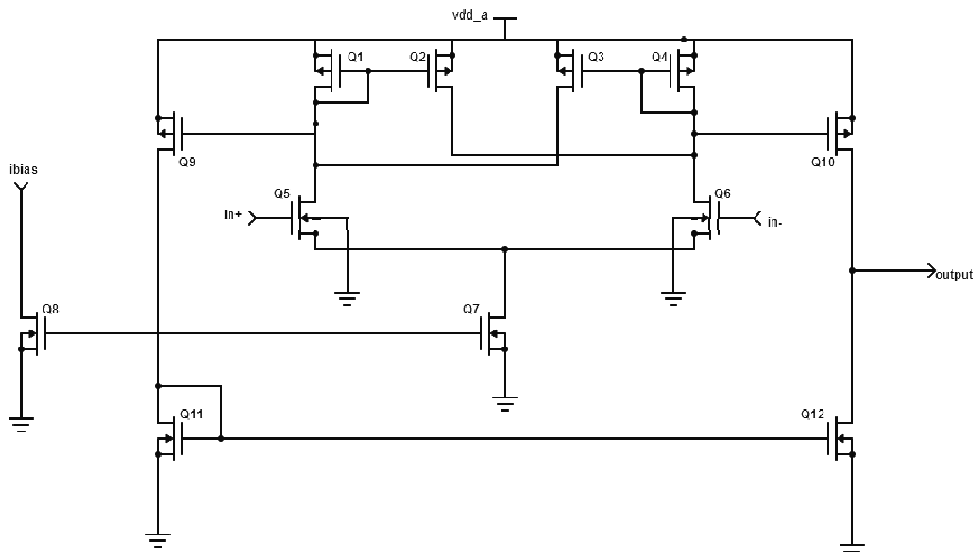 vdd_a
Q1
Q2
Q3
Q4
Q9
Q10
ibias
Q5
Q6
in+
in-
output
Q8
Q7
Q11
Q12